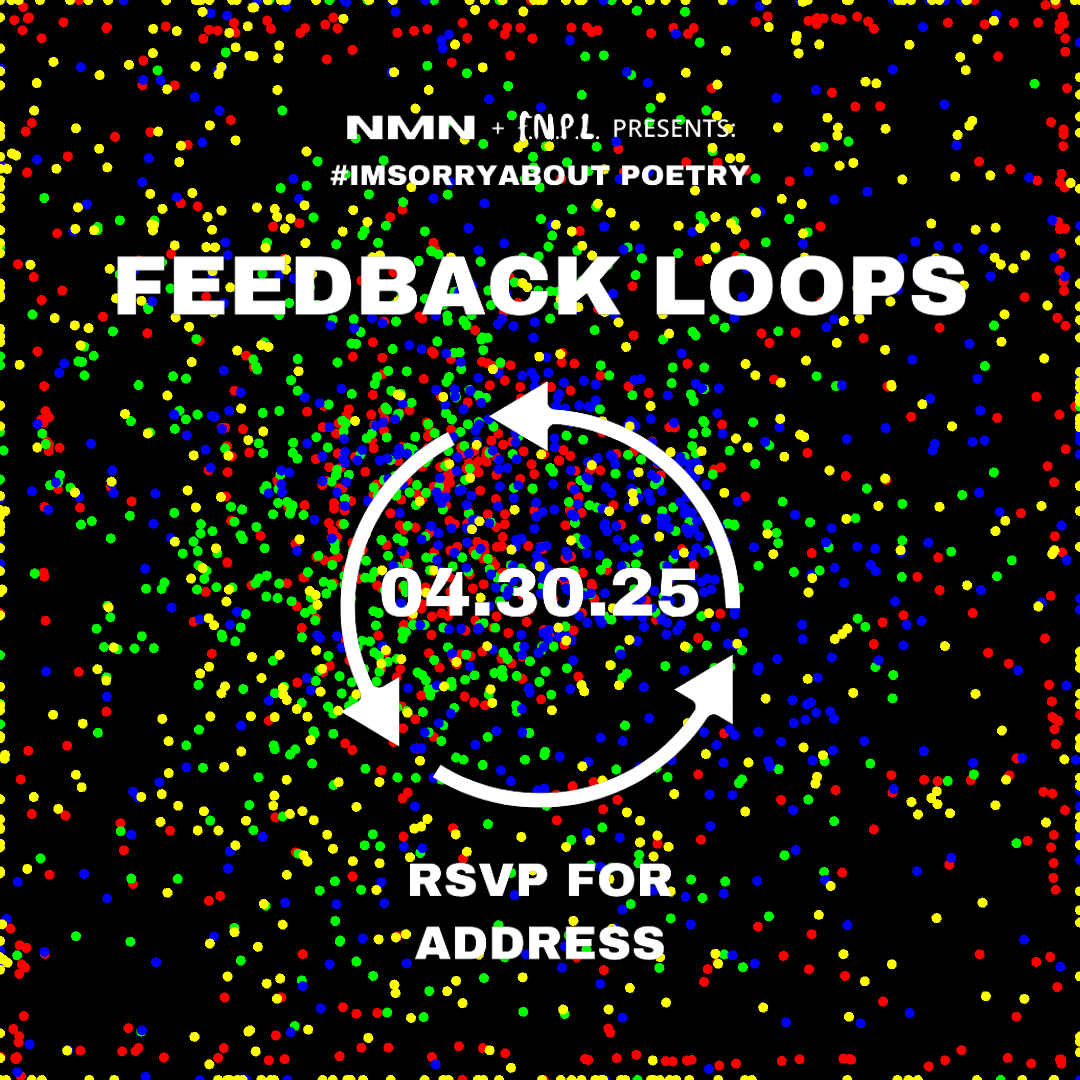 NMN + F.N.P.L. PRESENTS:
#IMSORRYABOUT POETRY
FEEDBACK LOOPS
04.30.25
RSVP FOR
ADDRESS